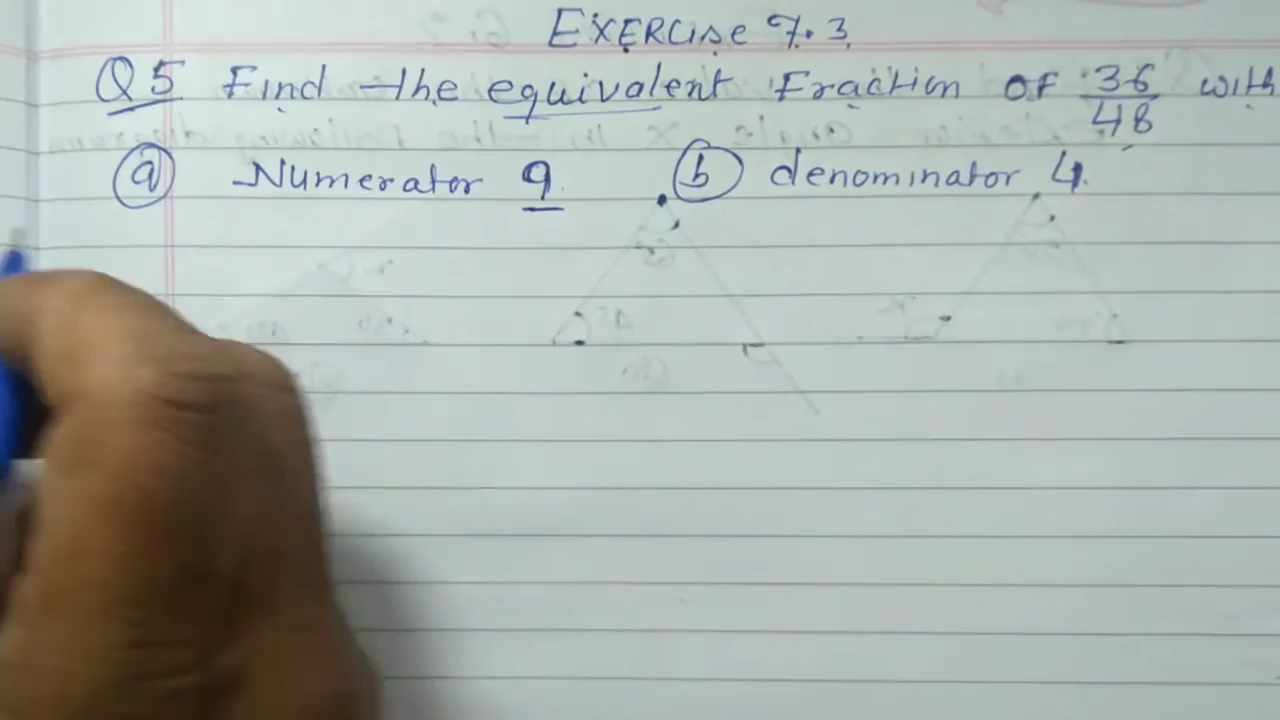 EXERCISE 7.3
Q5 Find the equivalent Fraction of 36/48 with
(a) Numerator 9. (b) denominator 4.